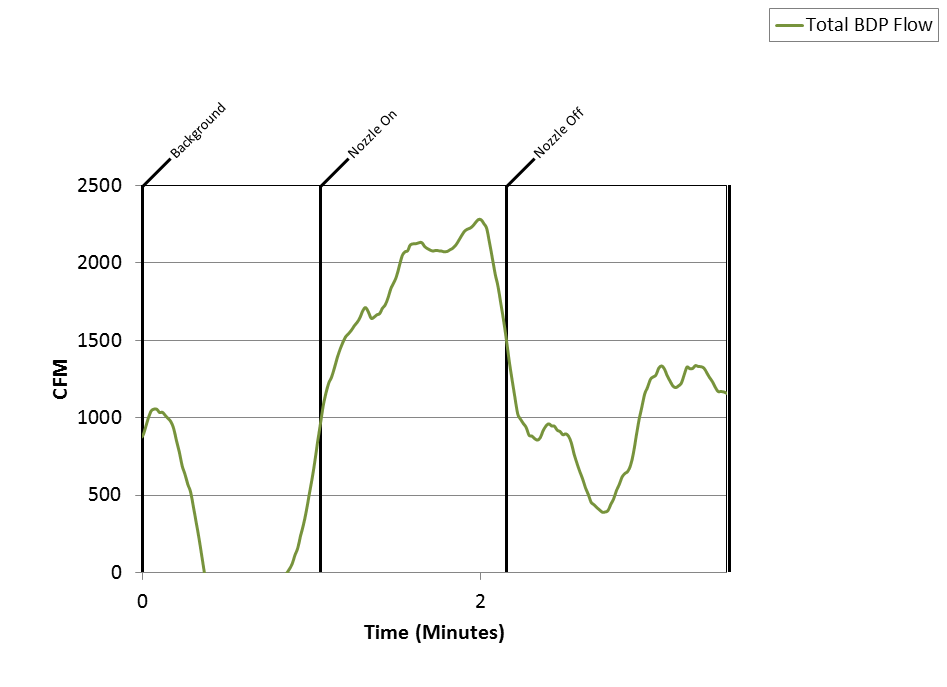 Total BDP Flow
Background
Nozzle On
Nozzle Off
2500
2000
1500
1000
500
0
CFM
0
2
Time (Minutes)